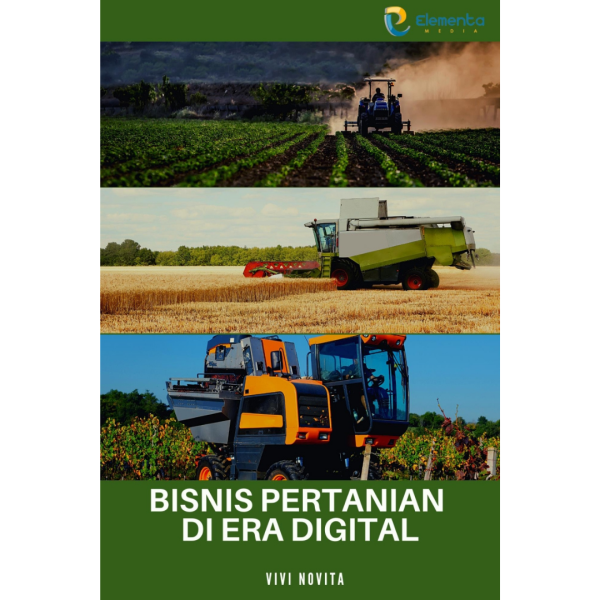 Elementa
MEDIA
BISNIS PERTANIAN
DI ERA DIGITAL
VIVI NOVITA